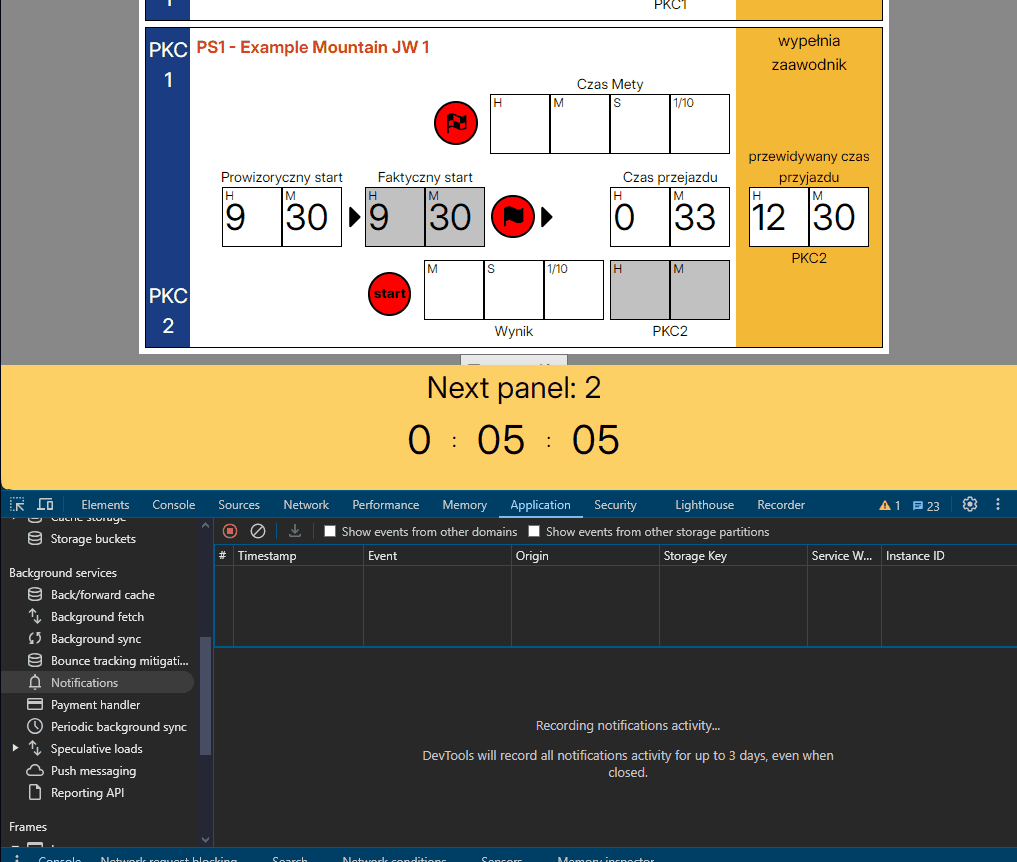 1
PKC1
PKC
1
PS1 - Example Mountain JW 1
wypełnia
zaawodnik
Czas Mety
H M S 1/10
przewidywany czas
przyjazdu
Prowizoryczny start
Faktyczny start
Czas przejazdu
H M
9 30
H M
9 30
H M
0 33
H M
12 30
PKC2
PKC
2
start
M S 1/10
H M
Wynik
PKC2
Next panel: 2
0 : 05 : 05
Elements Console Sources Network Performance Memory Application Security Lighthouse Recorder 1 23
Cache storage
Storage buckets
Background services
Back/forward cache
Background fetch
Background sync
Bounce tracking mitigati...
Notifications
Payment handler
Periodic background sync
Speculative loads
Push messaging
Reporting API
Frames
Show events from other domains
Show events from other storage partitions
# Timestamp Event Origin Storage Key Service W... Instance ID
Recording notifications activity...
DevTools will record all notifications activity for up to 3 days, even when
closed.
Console Network request blocking Search Network conditions Sensors Memory inspector